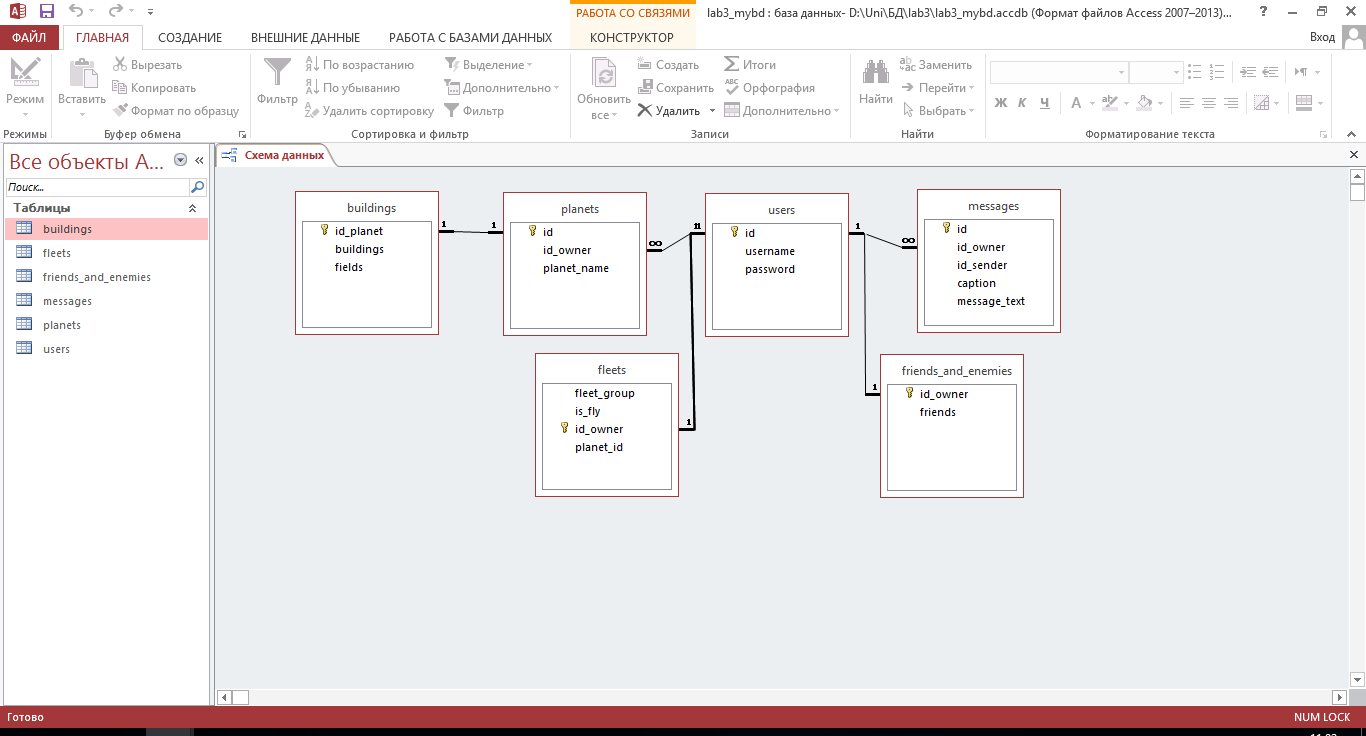 РАБОТА СО СВЯЗЯМИ
lab3_mybd : база данных- D:\Uni\БД\lab3\lab3_mybd.accdb (Формат файлов Access 2007–2013)...
ФАЙЛ ГЛАВНАЯ СОЗДАНИЕ ВНЕШНИЕ ДАННЫЕ РАБОТА С БАЗАМИ ДАННЫХ КОНСТРУКТОР Вход
Режим
Режимы
Вставить
Вырезать
Копировать
Формат по образцу
Буфер обмена
Фильтр
По возрастанию
По убыванию
Удалить сортировку
Выделение
Дополнительно
Фильтр
Сортировка и фильтр
Обновить
все
Создать
Сохранить
Удалить
Итоги
Орфография
Дополнительно
Записи
Найти
Заменить
Перейти
Выбрать
Найти
Ж К Ч А
Форматирование текста
Все объекты A...
Поиск...
Таблицы
buildings
fleets
friends_and_enemies
messages
planets
users
Схема данных
buildings
id_planet
buildings
fields
1 1
planets
id
id_owner
planet_name
∞ 11
users
id
username
password
1 ∞
messages
id
id_owner
id_sender
caption
message_text
fleets
fleet_group
is_fly
id_owner
planet_id
1
1
friends_and_enemies
id_owner
friends
Готово
NUM LOCK